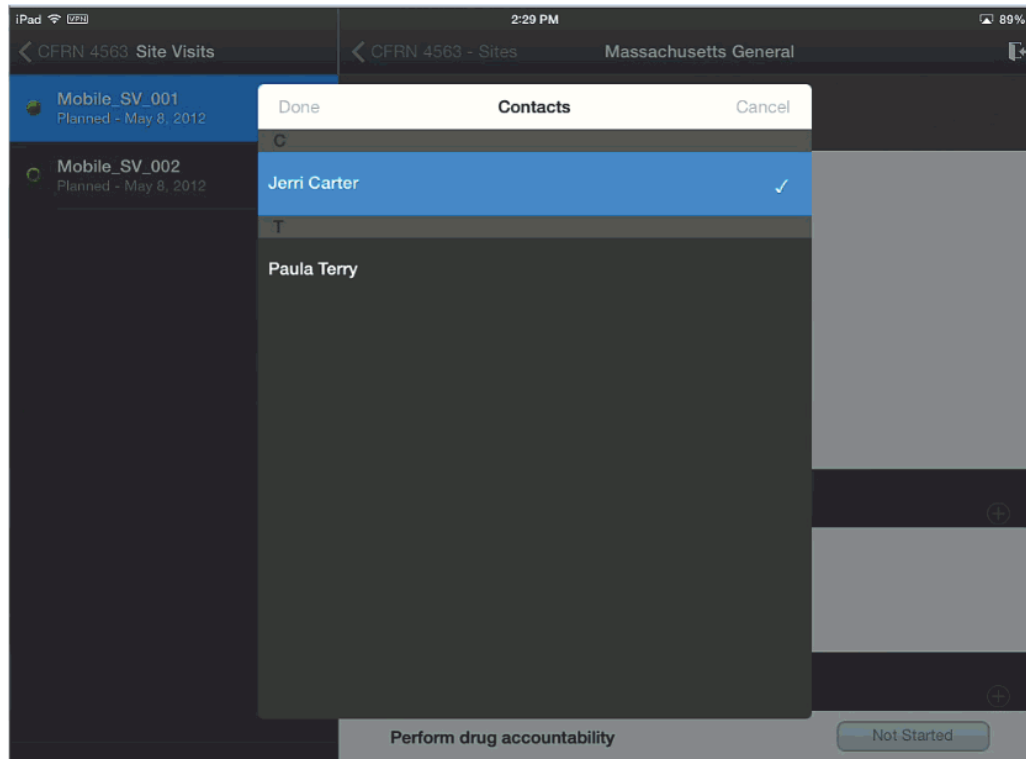 iPad VPN 2:29 PM 89%
CFRN 4563 Site Visits
CFRN 4563 - Sites Massachusetts General
Mobile_SV_001
Planned - May 8, 2012
Mobile_SV_002
Planned - May 8, 2012
Done Contacts Cancel
C
Jerri Carter
T
Paula Terry
Perform drug accountability Not Started